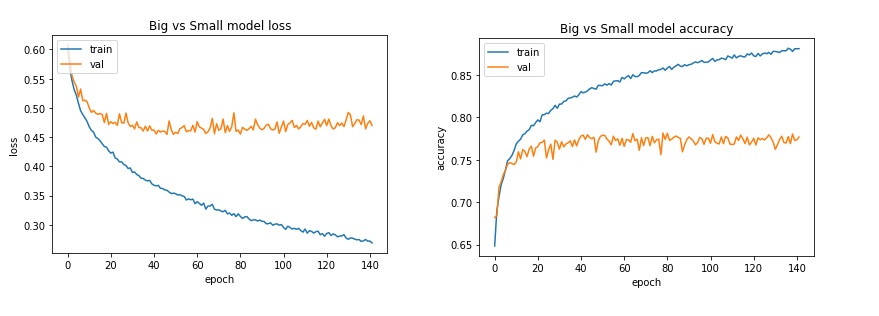 Big vs Small model loss
train
val
0.60
0.55
0.50
0.45
0.40
0.35
0.30
loss
0 20 40 60 80 100 120 140
epoch
Big vs Small model accuracy
train
val
0.85
0.80
0.75
0.70
0.65
accuracy
0 20 40 60 80 100 120 140
epoch